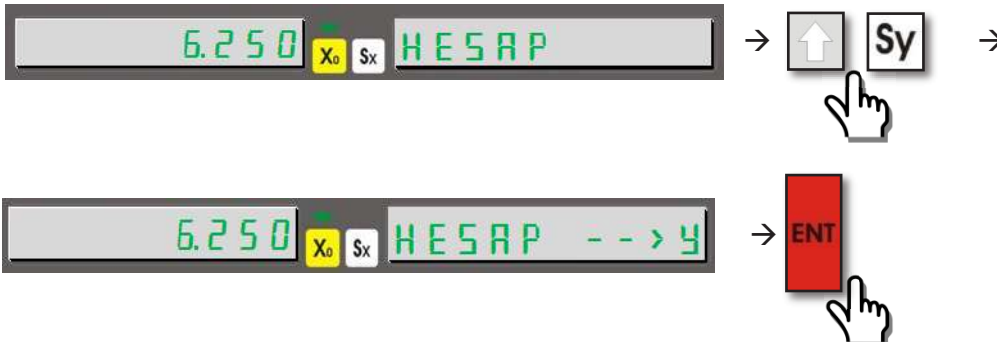 6.250 X₀ Sx HESAP → Sy →
6.250 X₀ Sx HESAP --> Y → ENT